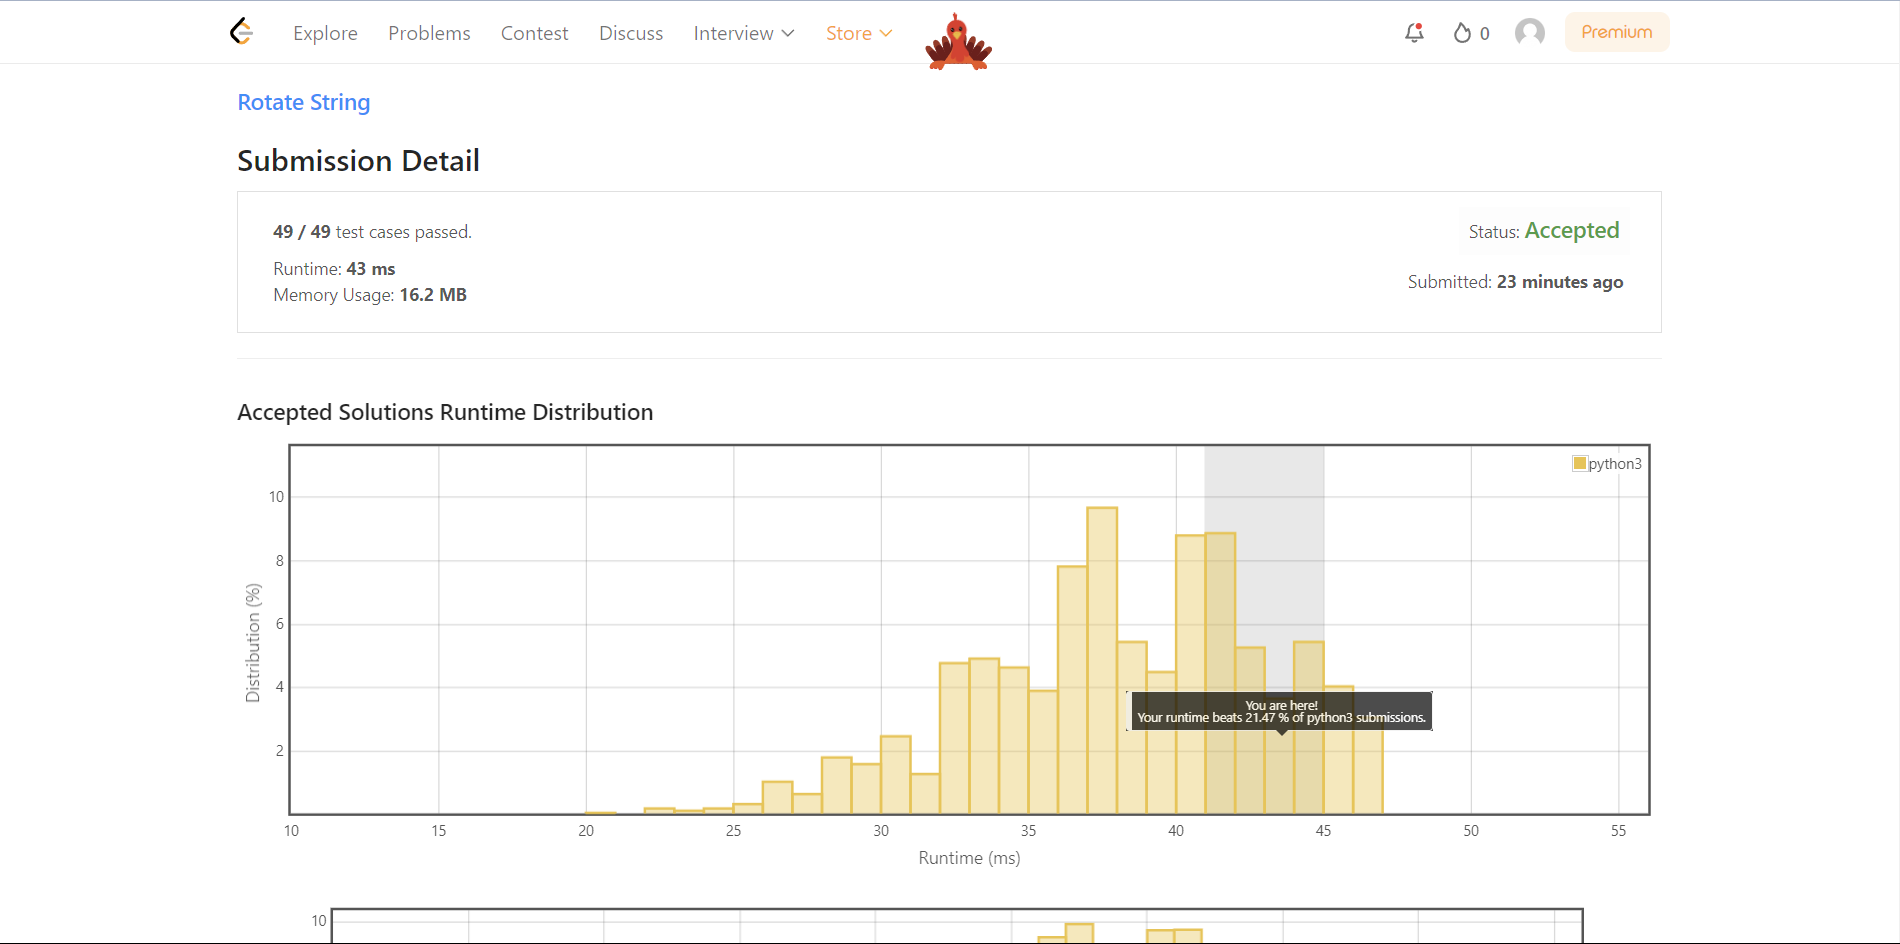 Explore Problems Contest Discuss Interview Store 0 Premium
Rotate String
Submission Detail
49 / 49 test cases passed.
Status: Accepted
Runtime: 43 ms
Submitted: 23 minutes ago
Memory Usage: 16.2 MB
Accepted Solutions Runtime Distribution
python3
10
8
6
4
2
Distribution (%)
You are here!
Your runtime beats 21.47 % of python3 submissions.
10 15 20 25 30 35 40 45 50 55
Runtime (ms)
10